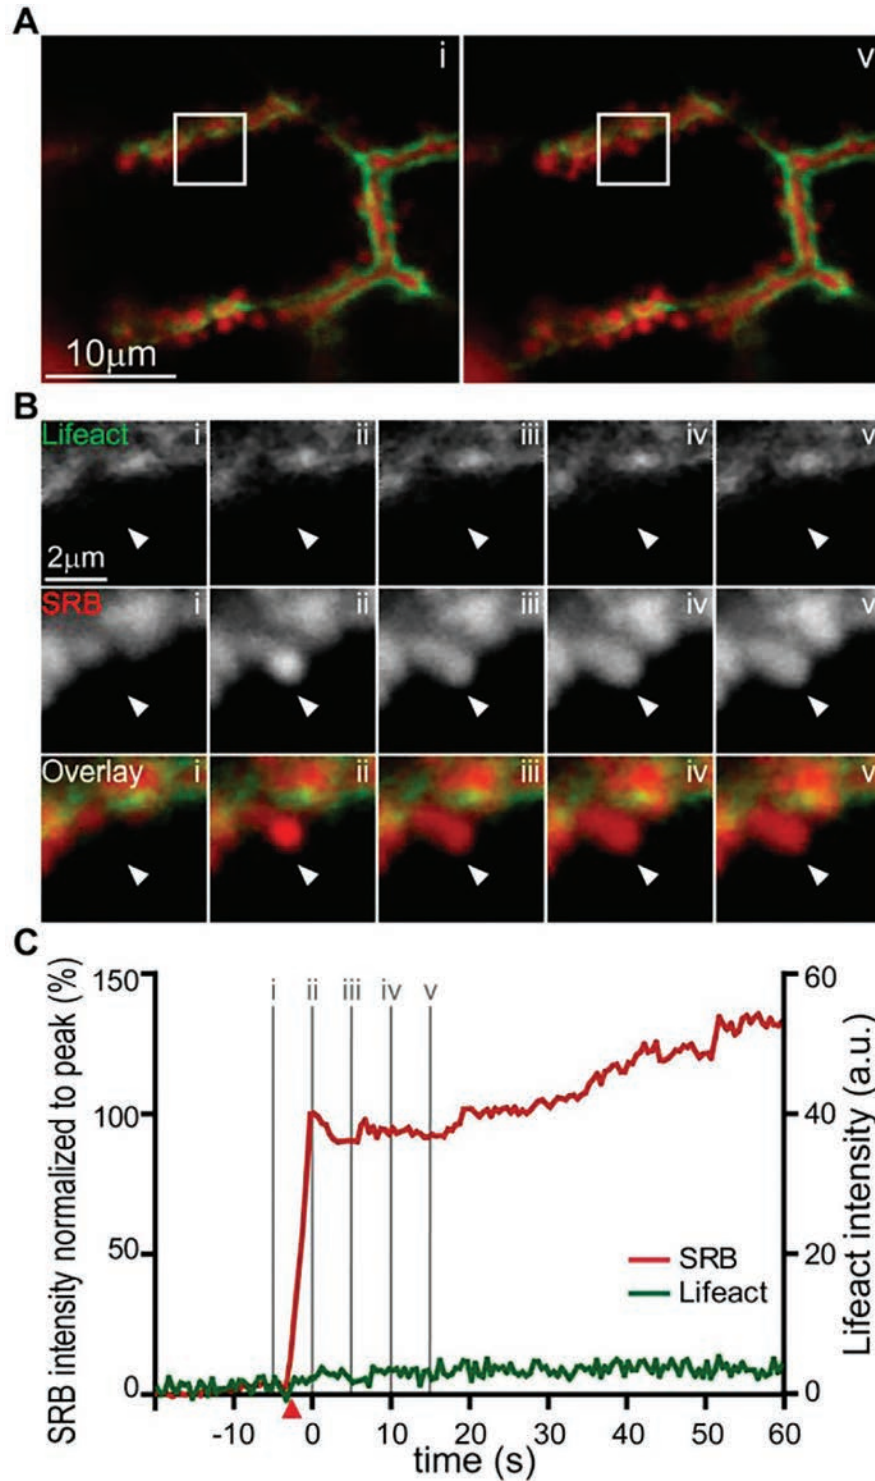 A
i
v
10μm
B
Lifeact i ii iii iv v
2μm
SRB i ii iii iv v
Overlay i ii iii iv v
C
SRB intensity normalized to peak (%)
150
100
50
0
i ii iii iv v
SRB
Lifeact
60
40
20
0
Lifeact intensity (a.u.)
-10 0 10 20 30 40 50 60
time (s)